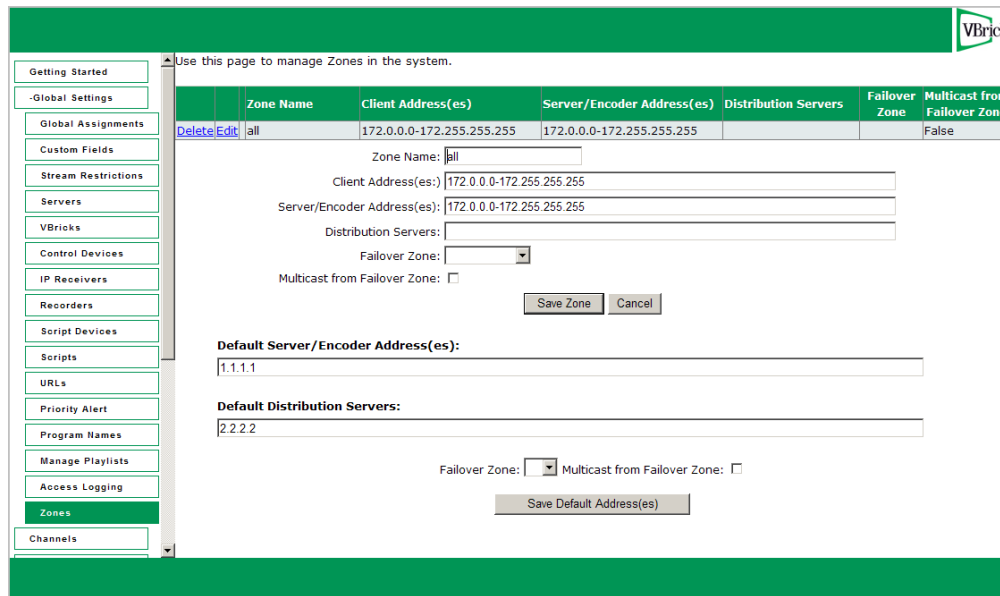 VBric
Use this page to manage Zones in the system.
Getting Started
-Global Settings
Global Assignments
Custom Fields
Stream Restrictions
Servers
VBricks
Control Devices
IP Receivers
Recorders
Script Devices
Scripts
URLs
Priority Alert
Program Names
Manage Playlists
Access Logging
Zones
Channels
Zone Name Client Address(es) Server/Encoder Address(es) Distribution Servers Failover Zone Multicast from Failover Zon
Delete Edit all 172.0.0.0-172.255.255.255 172.0.0.0-172.255.255.255 False
Zone Name: all
Client Address(es:) 172.0.0.0-172.255.255.255
Server/Encoder Address(es): 172.0.0.0-172.255.255.255
Distribution Servers:
Failover Zone:
Multicast from Failover Zone:
Save Zone Cancel
Default Server/Encoder Address(es):
1.1.1.1
Default Distribution Servers:
2.2.2.2
Failover Zone: Multicast from Failover Zone:
Save Default Address(es)